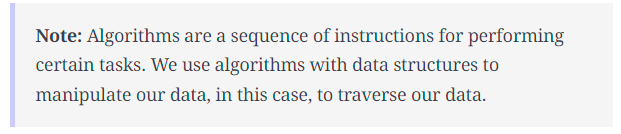 Note: Algorithms are a sequence of instructions for performing
certain tasks. We use algorithms with data structures to
manipulate our data, in this case, to traverse our data.